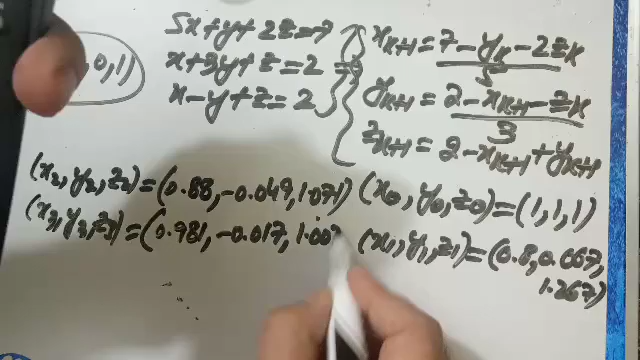 5x+y+2z=7
x+3y+z=2
x-y+z=2
,0,1)
x_{k+1} = 7-y_k-2z_k / 5
y_{k+1} = 2-x_{k+1}-z_k / 3
z_{k+1} = 2-x_{k+1}+y_{k+1}
(x_0, y_0, z_0) = (1,1,1)
(x_1, y_1, z_1) = (0.8, 0.067, 1.267)
(x_2, y_2, z_2) = (0.88, -0.049, 1.071)
(x_3, y_3, z_3) = (0.981, -0.017, 1.00